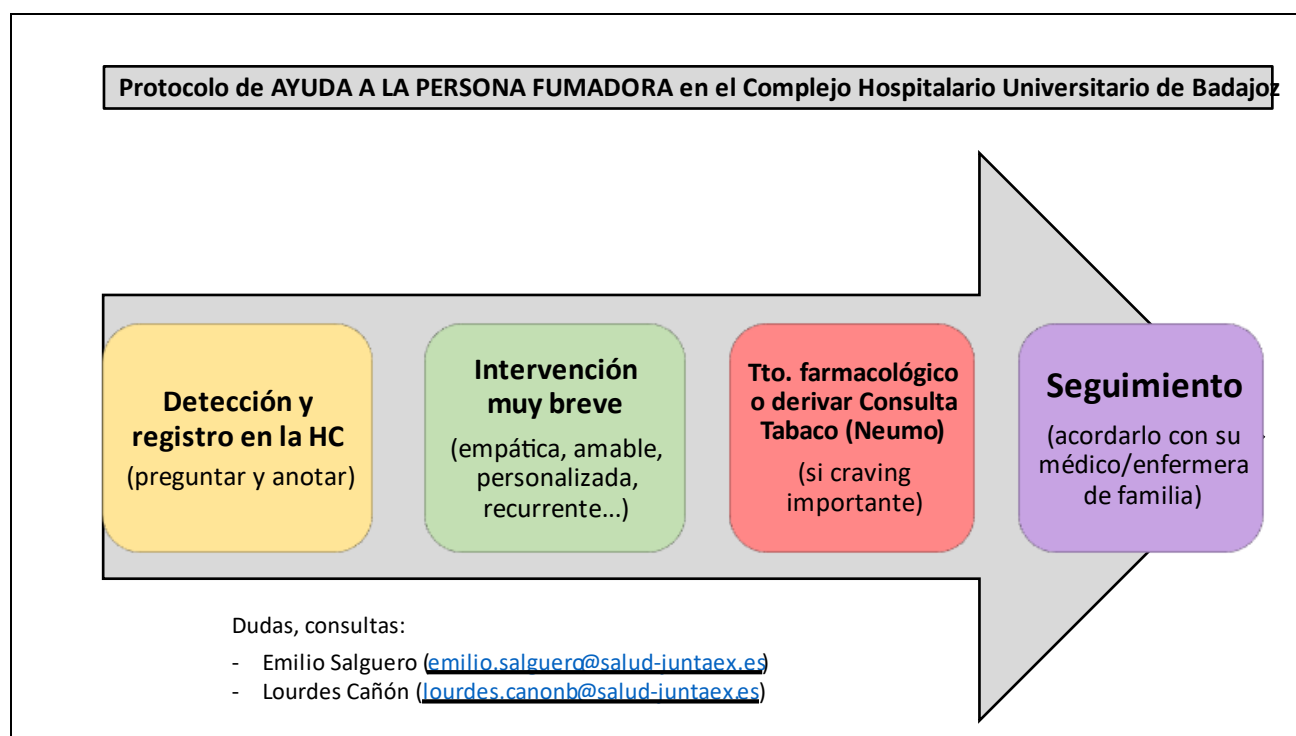 Protocolo de AYUDA A LA PERSONA FUMADORA en el Complejo Hospitalario Universitario de Badajoz
Detección y
registro en la HC
(preguntar y anotar)
Intervención
muy breve
(empática, amable,
personalizada,
recurrente...)
Tto. farmacológico
o derivar Consulta
Tabaco (Neumo)
(si craving
importante)
Seguimiento
(acordarlo con su
médico/enfermera
de familia)
Dudas, consultas:
- Emilio Salguero (emilio.salguero@salud-juntaex.es)
- Lourdes Cañón (lourdes.canonb@salud-juntaex.es)